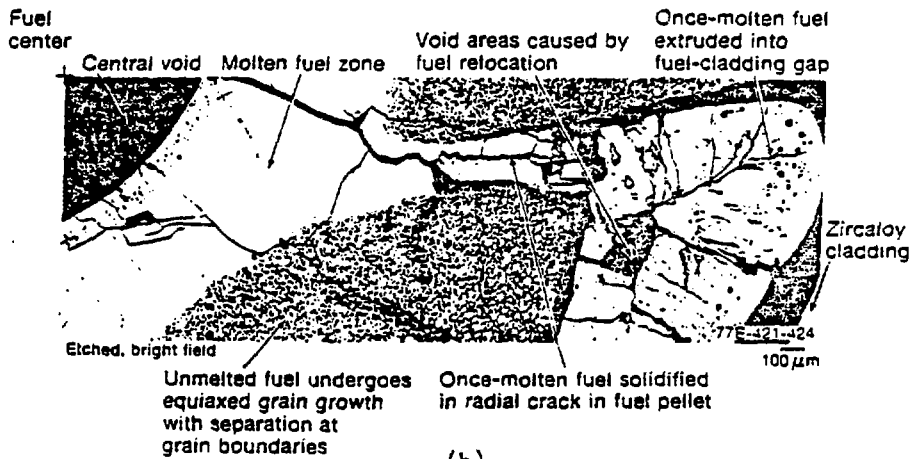 Fuel
center
Central void
Molten fuel zone
Void areas caused by
fuel relocation
Once-molten fuel
extruded into
fuel-cladding gap
Zircaloy
cladding
77E-421-424
100 μm
Etched, bright field
Unmelted fuel undergoes
equiaxed grain growth
with separation at
grain boundaries
Once-molten fuel solidified
in radial crack in fuel pellet
(b)